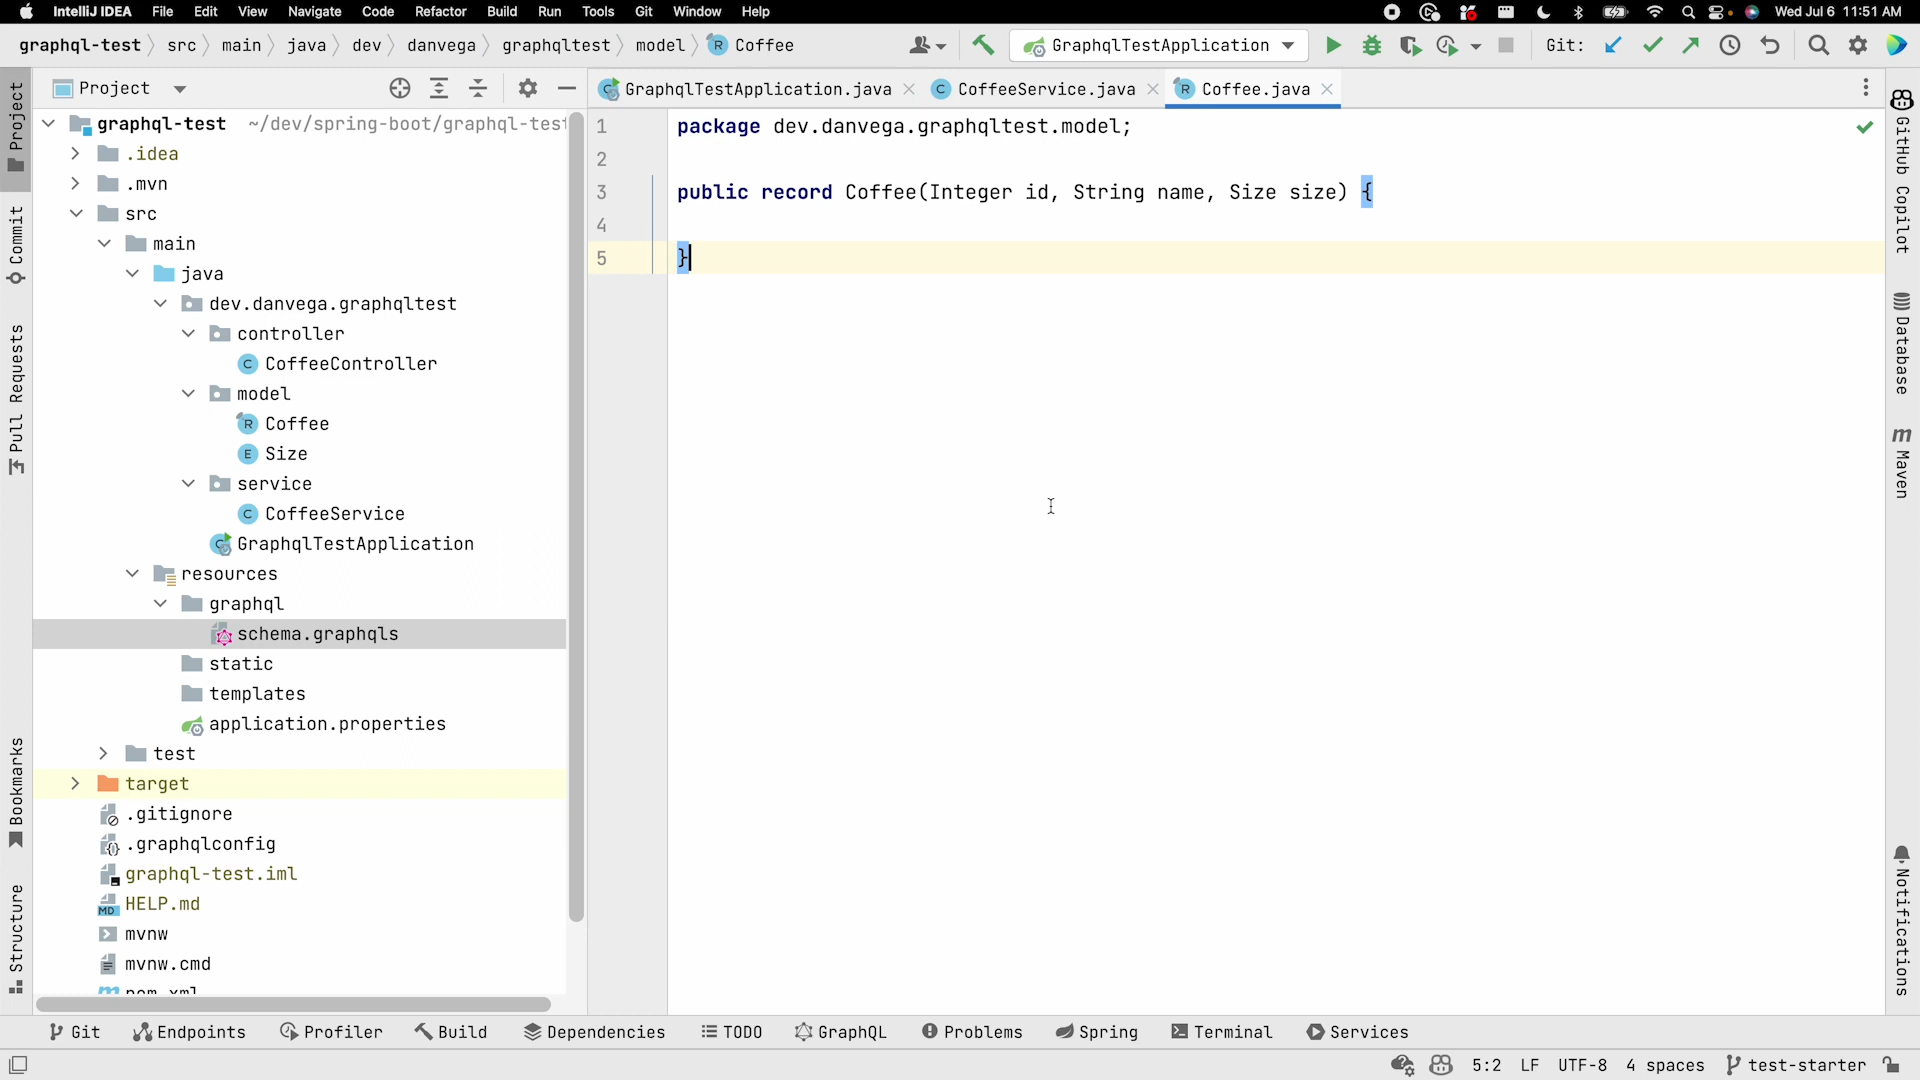 IntelliJ IDEA File Edit View Navigate Code Refactor Build Run Tools Git Window Help Wed Jul 6 11:51 AM
graphql-test src main java dev danvega graphqltest model Coffee GraphqlTestApplication Git:
Project GraphqlTestApplication.java CoffeeService.java Coffee.java
graphql-test ~/dev/spring-boot/graphql-test
.idea
.mvn
src
main
java
dev.danvega.graphqltest
controller
CoffeeController
model
Coffee
Size
service
CoffeeService
GraphqlTestApplication
resources
graphql
schema.graphqls
static
templates
application.properties
test
target
.gitignore
.graphqlconfig
graphql-test.iml
HELP.md
mvnw
mvnw.cmd
pom.xml
1 package dev.danvega.graphqltest.model;
2
3 public record Coffee(Integer id, String name, Size size) {
4
5 }
Project
Commit
Pull Requests
Bookmarks
Structure
GitHub Copilot
Database
Maven
Notifications
Git Endpoints Profiler Build Dependencies TODO GraphQL Problems Spring Terminal Services
5:2 LF UTF-8 4 spaces test-starter